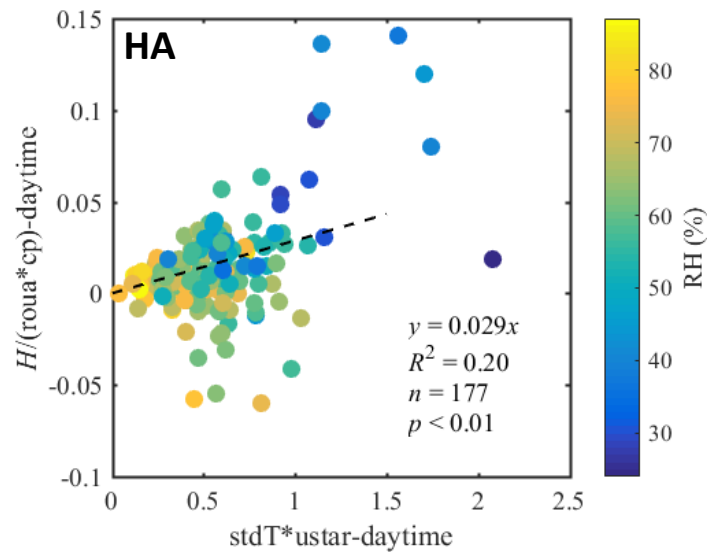 HA
0.15
0.1
0.05
0
-0.05
-0.1
H/(roua*cp)-daytime
y = 0.029x
R² = 0.20
n = 177
p < 0.01
0 0.5 1 1.5 2 2.5
stdT*ustar-daytime
80
70
60
50
40
30
RH (%)